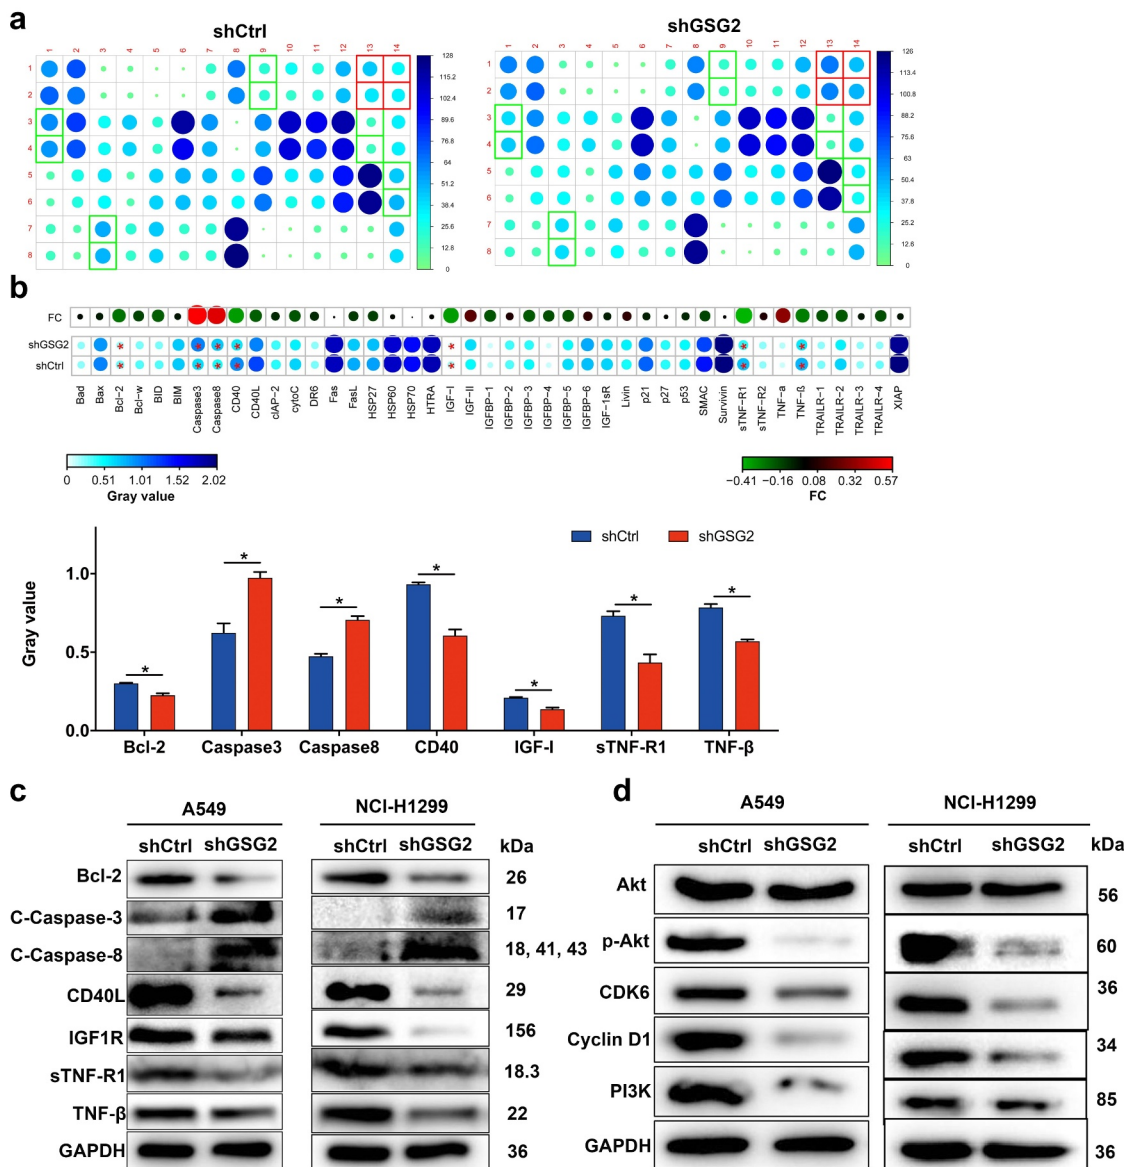 a
shCtrl
shGSG2
1 2 3 4 5 6 7 8 9 10 11 12 13 14
1 2 3 4 5 6 7 8 9 10 11 12 13 14
1
2
3
4
5
6
7
8
128
115.2
102.4
89.6
76.8
64
51.2
38.4
25.6
12.8
0
1
2
3
4
5
6
7
8
126
113.4
100.8
88.2
75.6
63
50.4
37.8
25.2
12.6
0
b
FC
shGSG2 * * * * * * *
shCtrl * * * * * * *
Bad Bax Bcl-2 Bcl-w BID BIM Caspase3 Caspase8 CD40 CD40L cIAP-2 cytoC DR6 Fas FasL HSP27 HSP60 HSP70 HTRA IGF-I IGF-II IGFBP-1 IGFBP-2 IGFBP-3 IGFBP-4 IGFBP-5 IGFBP-6 IGF-1sR Livin p21 p27 p53 SMAC Survivin sTNF-R1 sTNF-R2 TNF-a TNF-ß TRAILR-1 TRAILR-2 TRAILR-3 TRAILR-4 XIAP
0 0.51 1.01 1.52 2.02
Gray value
−0.41 −0.16 0.08 0.32 0.57
FC
shCtrl shGSG2
Gray value
1.0
0.5
0.0
* * * * * * *
Bcl-2 Caspase3 Caspase8 CD40 IGF-I sTNF-R1 TNF-β
c
A549 NCI-H1299
shCtrl shGSG2 shCtrl shGSG2 kDa
Bcl-2 26
C-Caspase-3 17
C-Caspase-8 18, 41, 43
CD40L 29
IGF1R 156
sTNF-R1 18.3
TNF-β 22
GAPDH 36
d
A549 NCI-H1299
shCtrl shGSG2 shCtrl shGSG2 kDa
Akt 56
p-Akt 60
CDK6 36
Cyclin D1 34
PI3K 85
GAPDH 36